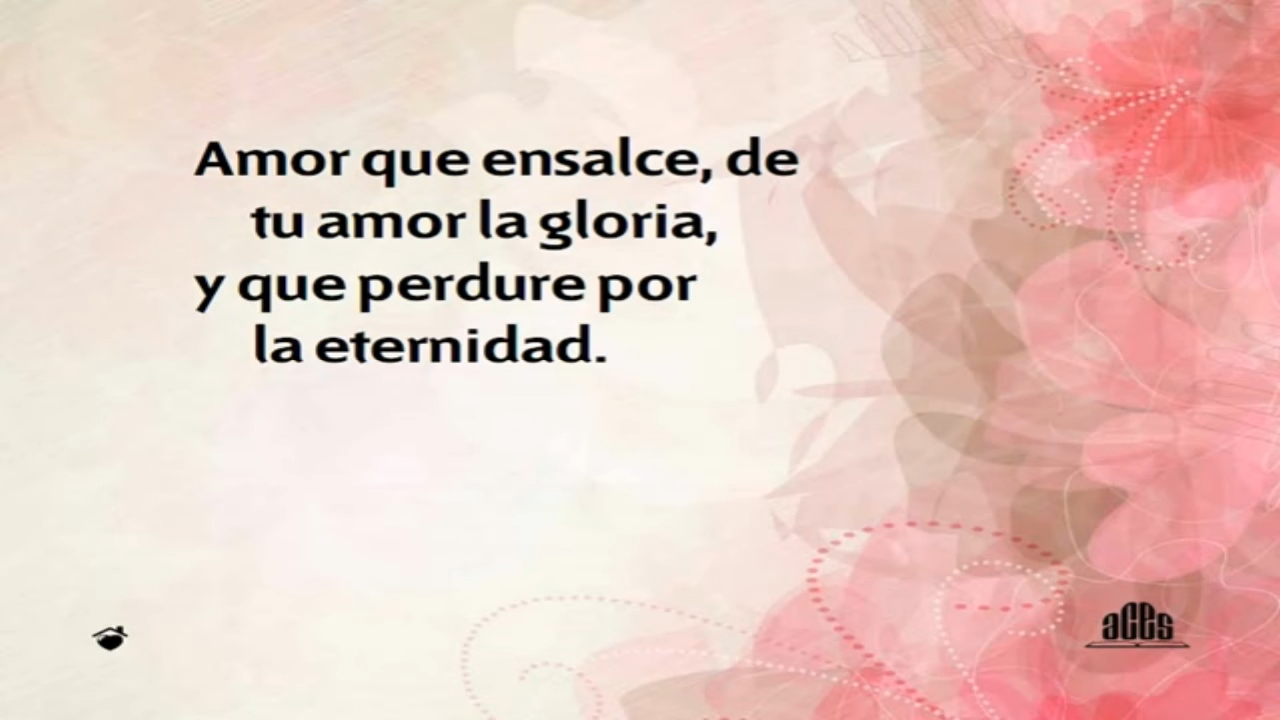 Amor que ensalce, de
tu amor la gloria,
y que perdure por
la eternidad.
aces